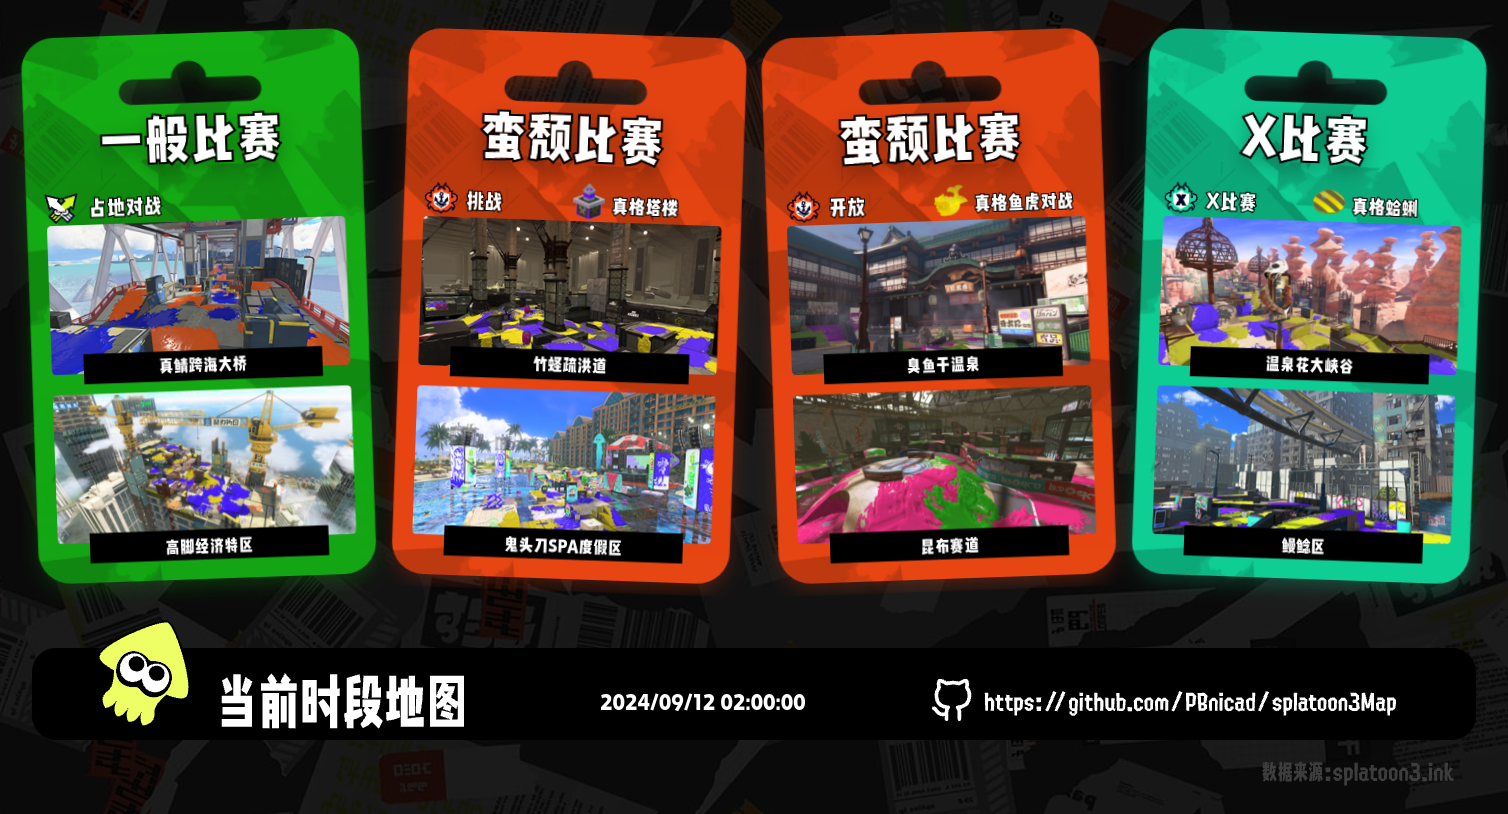 一般比赛
占地对战
真鲭跨海大桥
高脚经济特区
蛮颓比赛
挑战
真格塔楼
竹蛏疏洪道
鬼头刀SPA度假区
蛮颓比赛
开放
真格鱼虎对战
臭鱼干温泉
昆布赛道
X比赛
X比赛
真格蛤蜊
温泉花大峡谷
鳗鲶区
当前时段地图
2024/09/12 02:00:00
https://github.com/PBnicad/splatoon3Map
数据来源:splatoon3.ink